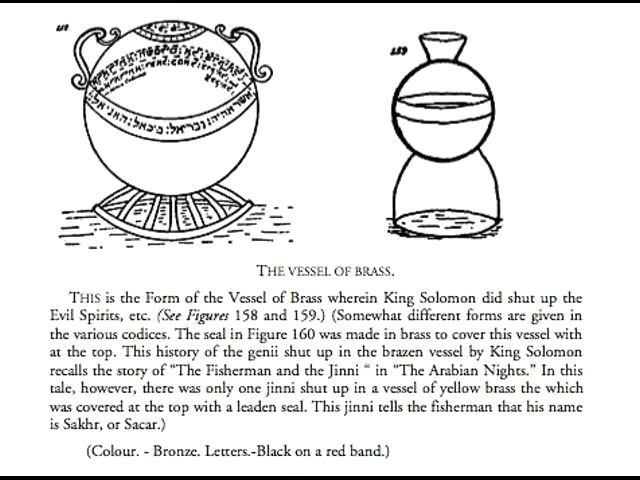 159
אשר אהיה: גבריאל: מיכאל: האניאל:
THE VESSEL OF BRASS.
THIS is the Form of the Vessel of Brass wherein King Solomon did shut up the
Evil Spirits, etc. (See Figures 158 and 159.) (Somewhat different forms are given in
the various codices. The seal in Figure 160 was made in brass to cover this vessel with
at the top. This history of the genii shut up in the brazen vessel by King Solomon
recalls the story of "The Fisherman and the Jinni “ in "The Arabian Nights." In this
tale, however, there was only one jinni shut up in a vessel of yellow brass the which
was covered at the top with a leaden seal. This jinni tells the fisherman that his name
is Sakhr, or Sacar.)
(Colour. - Bronze. Letters.-Black on a red band.)